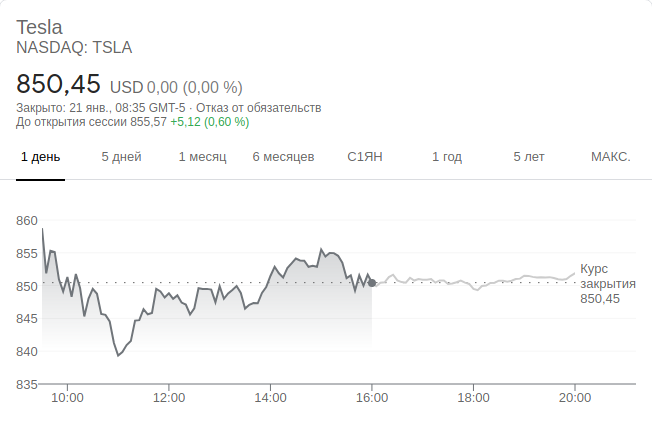 Tesla
NASDAQ: TSLA
850,45 USD 0,00 (0,00 %)
Закрыто: 21 янв., 08:35 GMT-5 · Отказ от обязательств
До открытия сессии 855,57 +5,12 (0,60 %)
1 день 5 дней 1 месяц 6 месяцев С1ЯН 1 год 5 лет МАКС.
860
855
850
845
840
835
Курс
закрытия
850,45
10:00 12:00 14:00 16:00 18:00 20:00